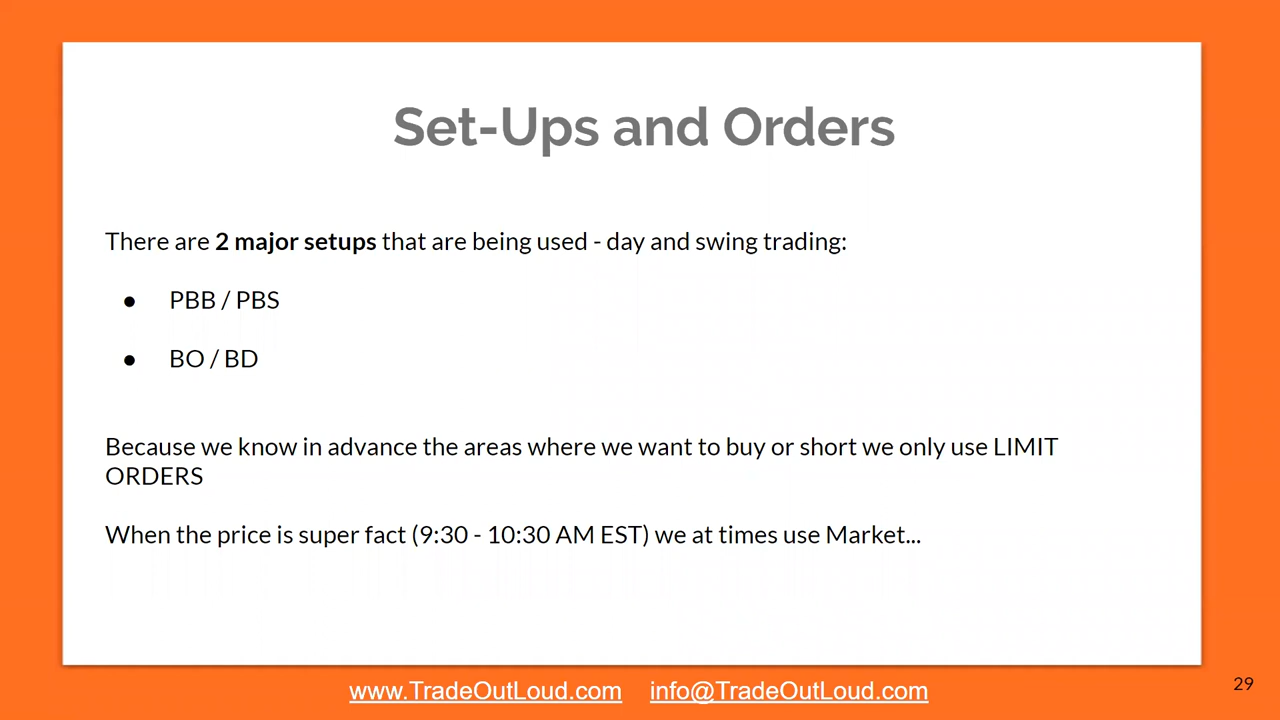 Set-Ups and Orders
There are 2 major setups that are being used - day and swing trading:
● PBB / PBS
● BO / BD
Because we know in advance the areas where we want to buy or short we only use LIMIT
ORDERS
When the price is super fact (9:30 - 10:30 AM EST) we at times use Market...
www.TradeOutLoud.com info@TradeOutLoud.com
29